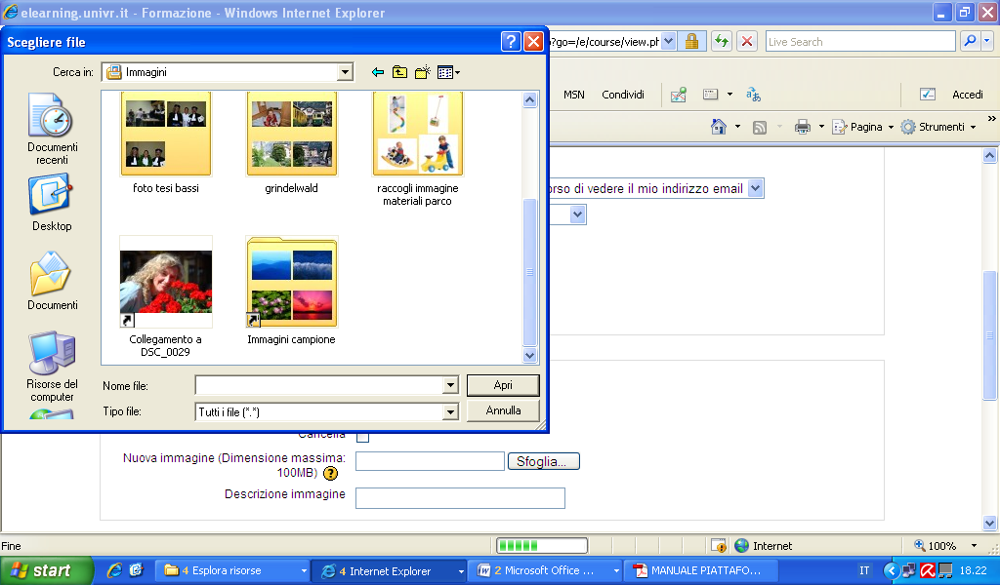 elearning.univr.it - Formazione - Windows Internet Explorer
Scegliere file
?go=/e/course/view.ph
Live Search
Cerca in:
Immagini
MSN
Condividi
Accedi
Pagina
Strumenti
Documenti
recenti
Desktop
Documenti
Risorse del
computer
foto tesi bassi
grindelwald
raccogli immagine
materiali parco
Collegamento a
DSC_0029
Immagini campione
Nome file:
Apri
Tipo file:
Tutti i file (*.*)
Annulla
orso di vedere il mio indirizzo email
Cancella
Nuova immagine (Dimensione massima:
100MB)
Sfoglia...
Descrizione immagine
Fine
Internet
100%
start
4 Esplora risorse
4 Internet Explorer
2 Microsoft Office ...
MANUALE PIATTAFO...
IT
18.22